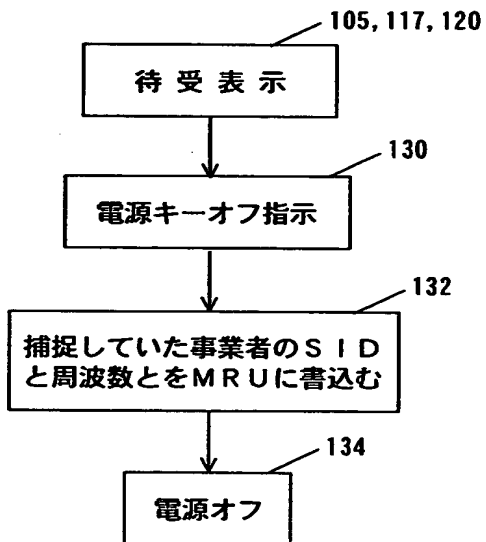 105, 117, 120
待 受 表 示
130
電源キーオフ指示
132
捕捉していた事業者のＳＩＤ
と周波数とをMRUに書込む
134
電源オフ